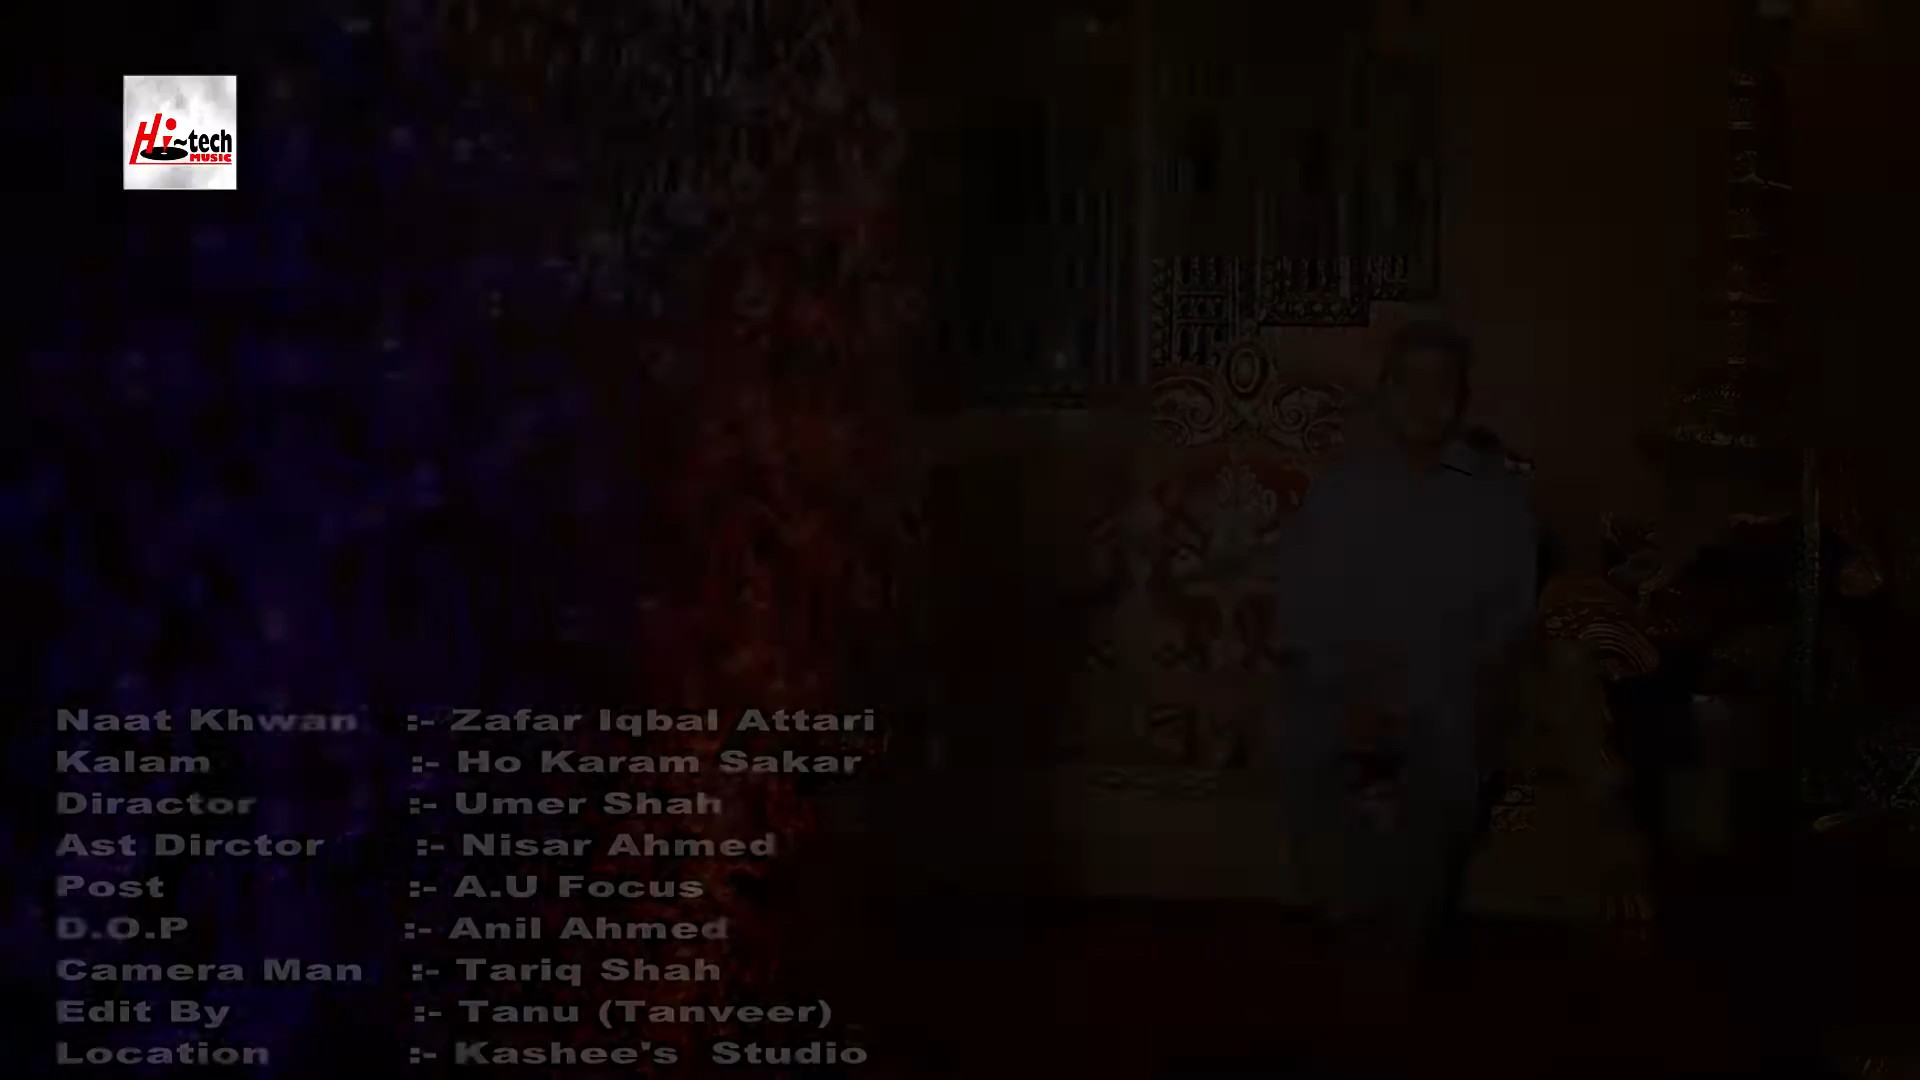 Hi~tech
MUSIC
Naat Khwan :- Zafar Iqbal Attari
Kalam :- Ho Karam Sakar
Diractor :- Umer Shah
Ast Dirctor :- Nisar Ahmed
Post :- A.U Focus
D.O.P :- Anil Ahmed
Camera Man :- Tariq Shah
Edit By :- Tanu (Tanveer)
Location :- Kashee's Studio